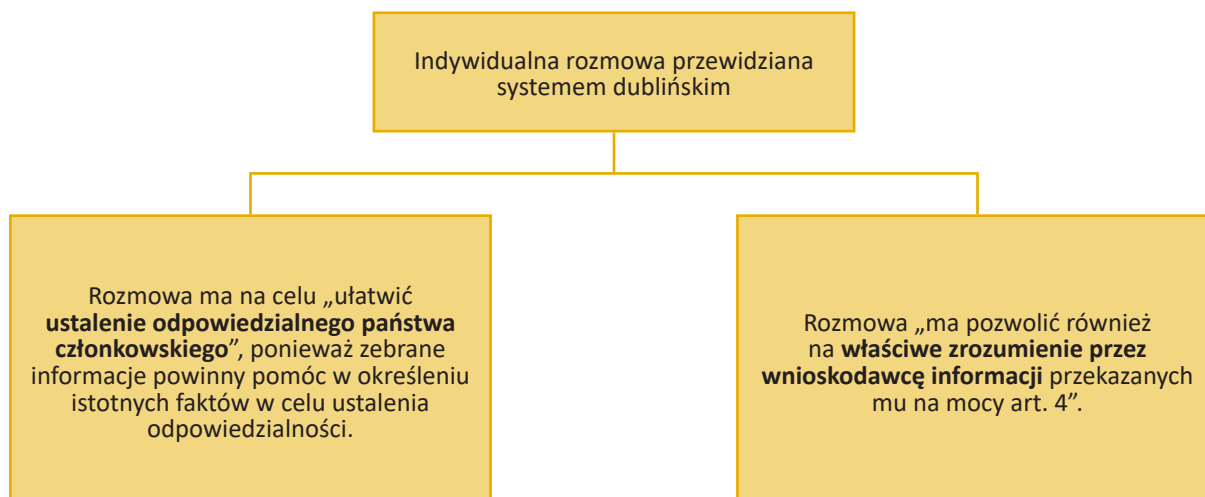 Indywidualna rozmowa przewidziana
systemem dublińskim
Rozmowa ma na celu „ułatwić
ustalenie odpowiedzialnego państwa
członkowskiego”, ponieważ zebrane
informacje powinny pomóc w określeniu
istotnych faktów w celu ustalenia
odpowiedzialności.
Rozmowa „ma pozwolić również
na właściwe zrozumienie przez
wnioskodawcę informacji przekazanych
mu na mocy art. 4”.